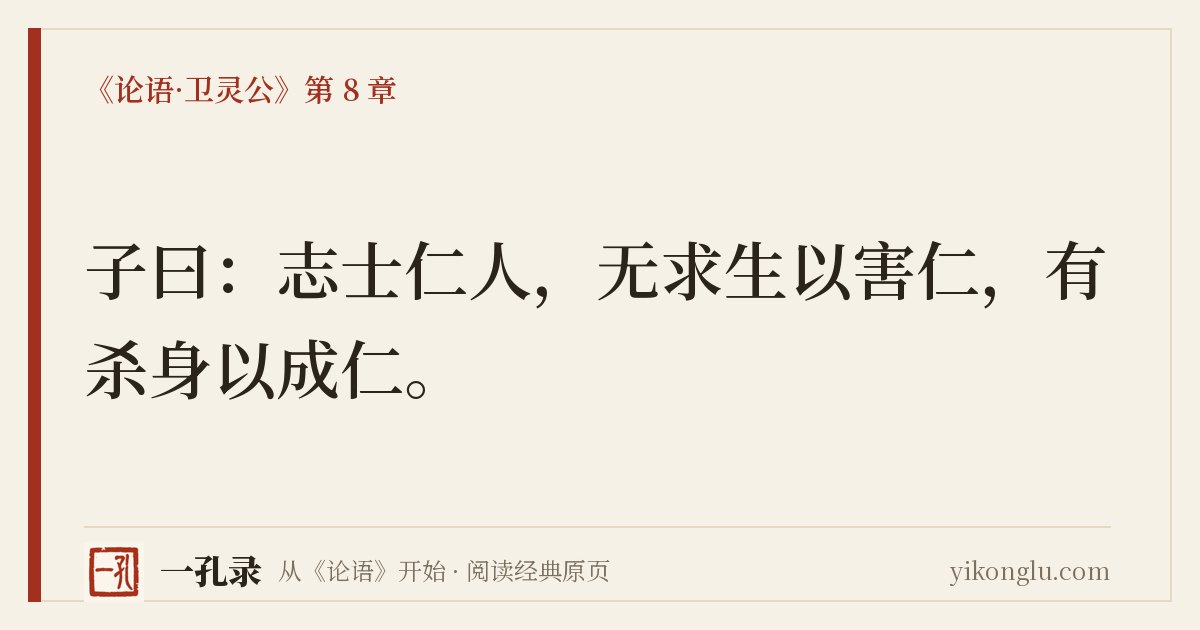 《论语·卫灵公》第 8 章
子曰：志士仁人，无求生以害仁，有
杀身以成仁。
一孔
一孔录 从《论语》开始 · 阅读经典原页 yikonglu.com